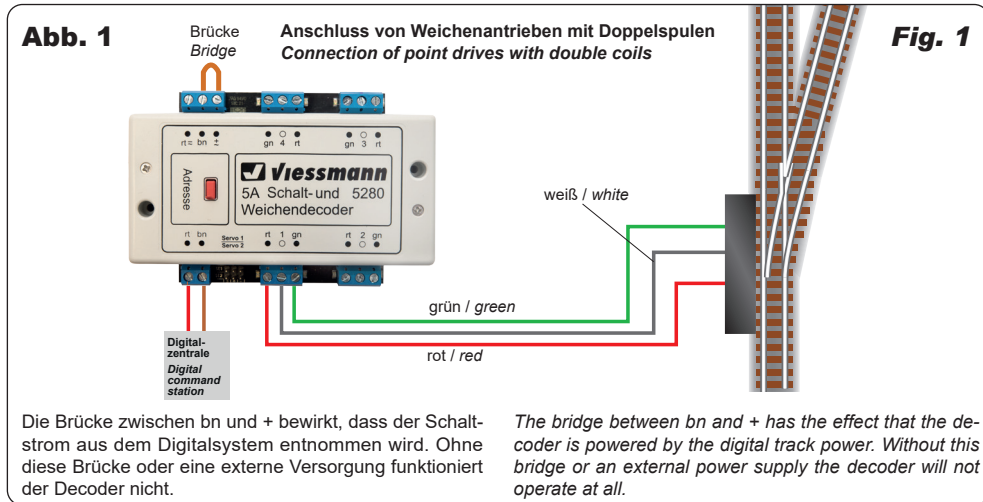 Abb. 1
Brücke
Bridge
Anschluss von Weichenantrieben mit Doppelspulen
Connection of point drives with double coils
Fig. 1
rt≈ bn ±
gn 4 rt
gn 3 rt
Adresse
Viessmann
5A Schalt- und 5280
Weichendecoder
rt bn
Servo 1
Servo 2
rt 1 gn
rt 2 gn
weiß / white
grün / green
rot / red
Digital-
zentrale
Digital
command
station
Die Brücke zwischen bn und + bewirkt, dass der Schalt-
strom aus dem Digitalsystem entnommen wird. Ohne
diese Brücke oder eine externe Versorgung funktioniert
der Decoder nicht.
The bridge between bn and + has the effect that the de-
coder is powered by the digital track power. Without this
bridge or an external power supply the decoder will not
operate at all.